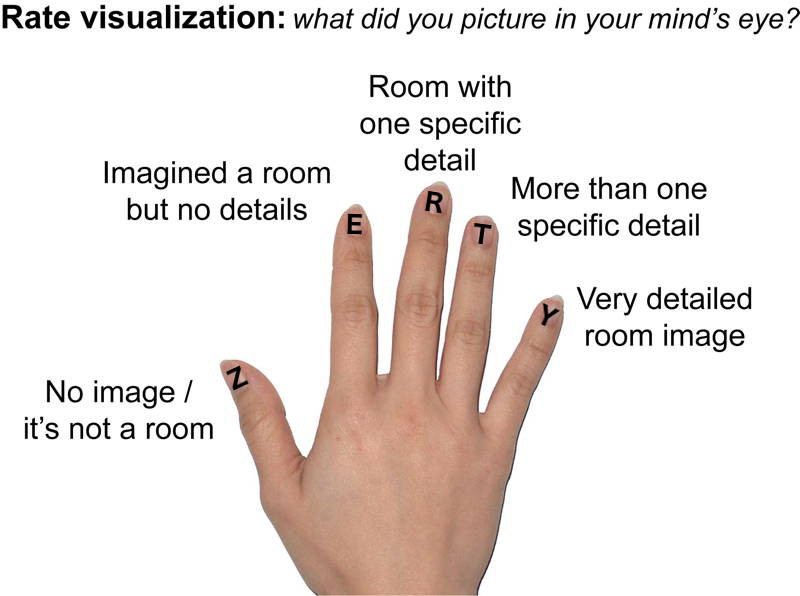 Rate visualization: what did you picture in your mind’s eye?
Room with
one specific
detail
Imagined a room
but no details
More than one
specific detail
E
R
T
Very detailed
room image
Y
No image /
it’s not a room
Z